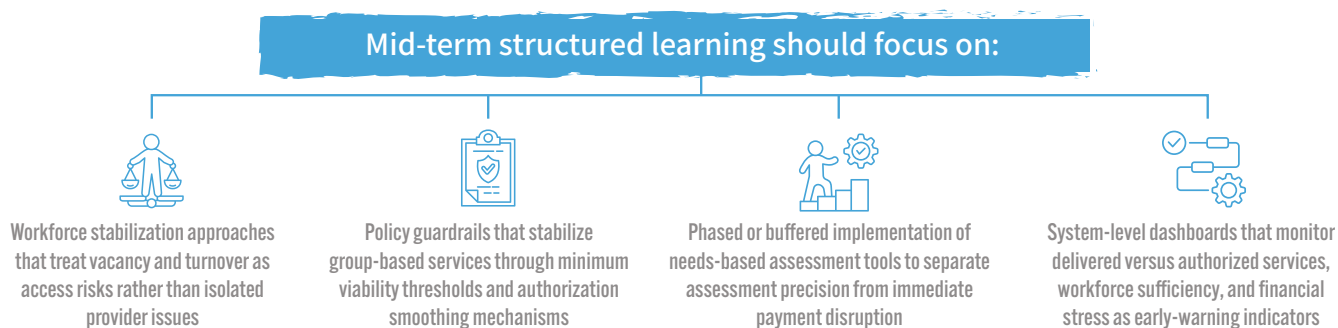 Mid-term structured learning should focus on:
Workforce stabilization approaches
that treat vacancy and turnover as
access risks rather than isolated
provider issues
Policy guardrails that stabilize
group-based services through minimum
viability thresholds and authorization
smoothing mechanisms
Phased or buffered implementation of
needs-based assessment tools to separate
assessment precision from immediate
payment disruption
System-level dashboards that monitor
delivered versus authorized services,
workforce sufficiency, and financial
stress as early-warning indicators